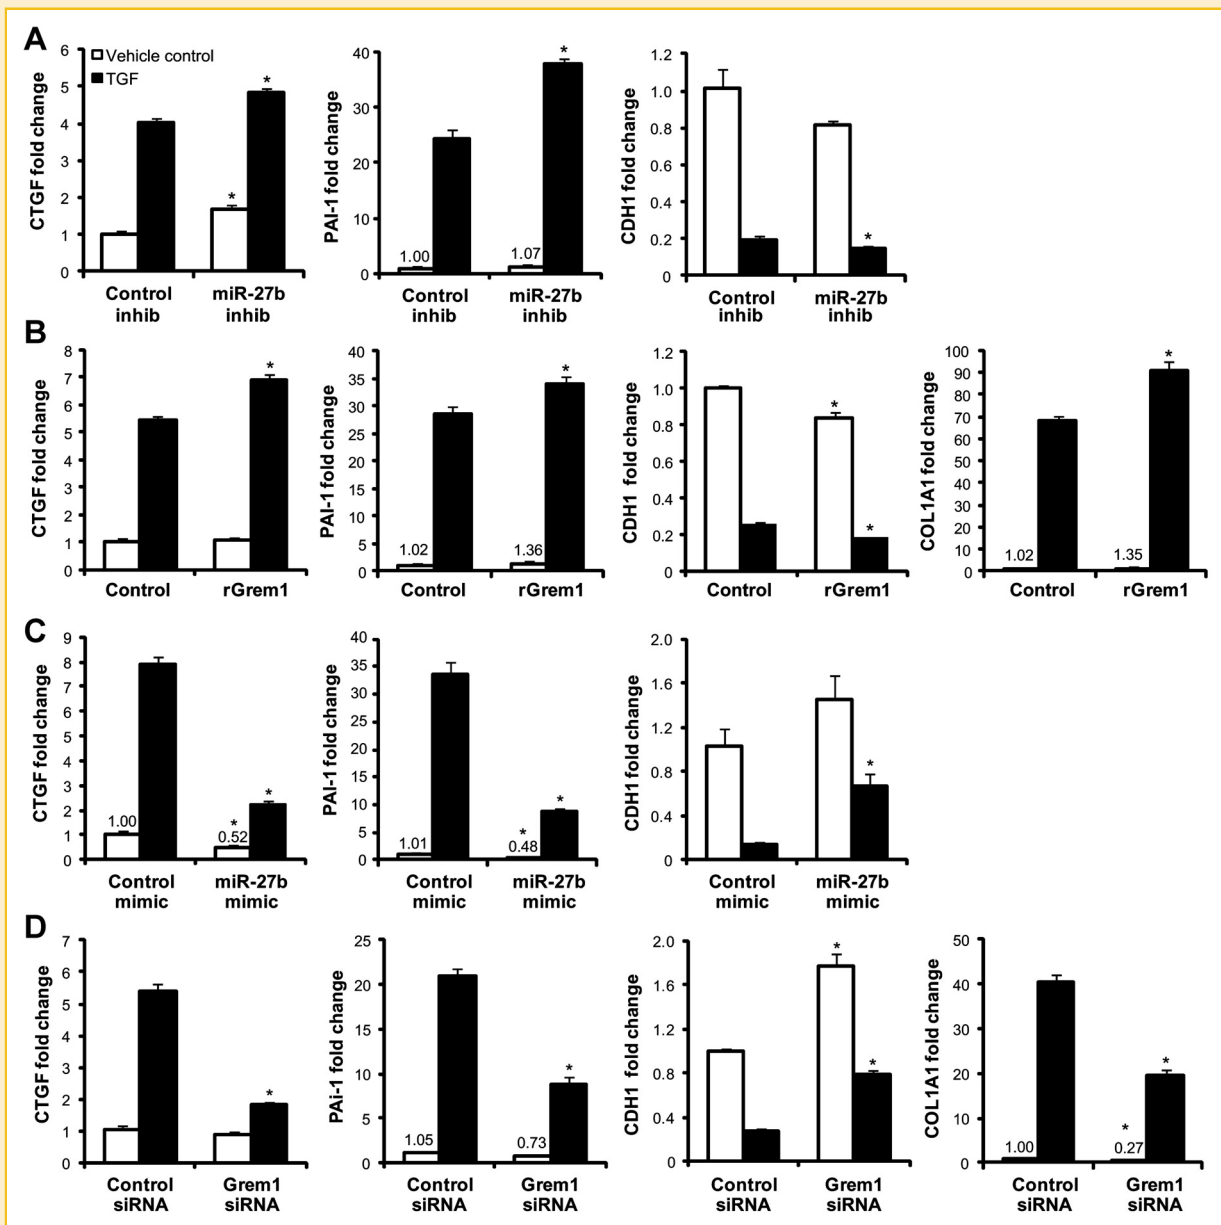 A
CTGF fold change
6
5
4
3
2
1
0
Vehicle control
TGF
*
*
Control
inhib
miR-27b
inhib
PAI-1 fold change
40
30
20
10
0
1.00
1.07
*
Control
inhib
miR-27b
inhib
CDH1 fold change
1.2
1.0
0.8
0.6
0.4
0.2
0
*
Control
inhib
miR-27b
inhib
B
CTGF fold change
8
7
6
5
4
3
2
1
0
*
Control
rGrem1
PAI-1 fold change
40
35
30
25
20
15
10
5
0
1.02
1.36
*
Control
rGrem1
CDH1 fold change
1.2
1.0
0.8
0.6
0.4
0.2
0
*
*
Control
rGrem1
COL1A1 fold change
100
90
80
70
60
50
40
30
20
10
0
1.02
1.35
*
Control
rGrem1
C
CTGF fold change
9
8
7
6
5
4
3
2
1
0
1.00
*
0.52
*
Control
mimic
miR-27b
mimic
PAI-1 fold change
40
35
30
25
20
15
10
5
0
1.01
*
0.48
*
Control
mimic
miR-27b
mimic
CDH1 fold change
2.0
1.6
1.2
0.8
0.4
0
*
Control
mimic
miR-27b
mimic
D
CTGF fold change
7
6
5
4
3
2
1
0
*
Control
siRNA
Grem1
siRNA
PAi-1 fold change
25
20
15
10
5
0
1.05
0.73
*
Control
siRNA
Grem1
siRNA
CDH1 fold change
2.0
1.6
1.2
0.8
0.4
0
*
*
Control
siRNA
Grem1
siRNA
COL1A1 fold change
50
40
30
20
10
0
1.00
*
0.27
*
Control
siRNA
Grem1
siRNA